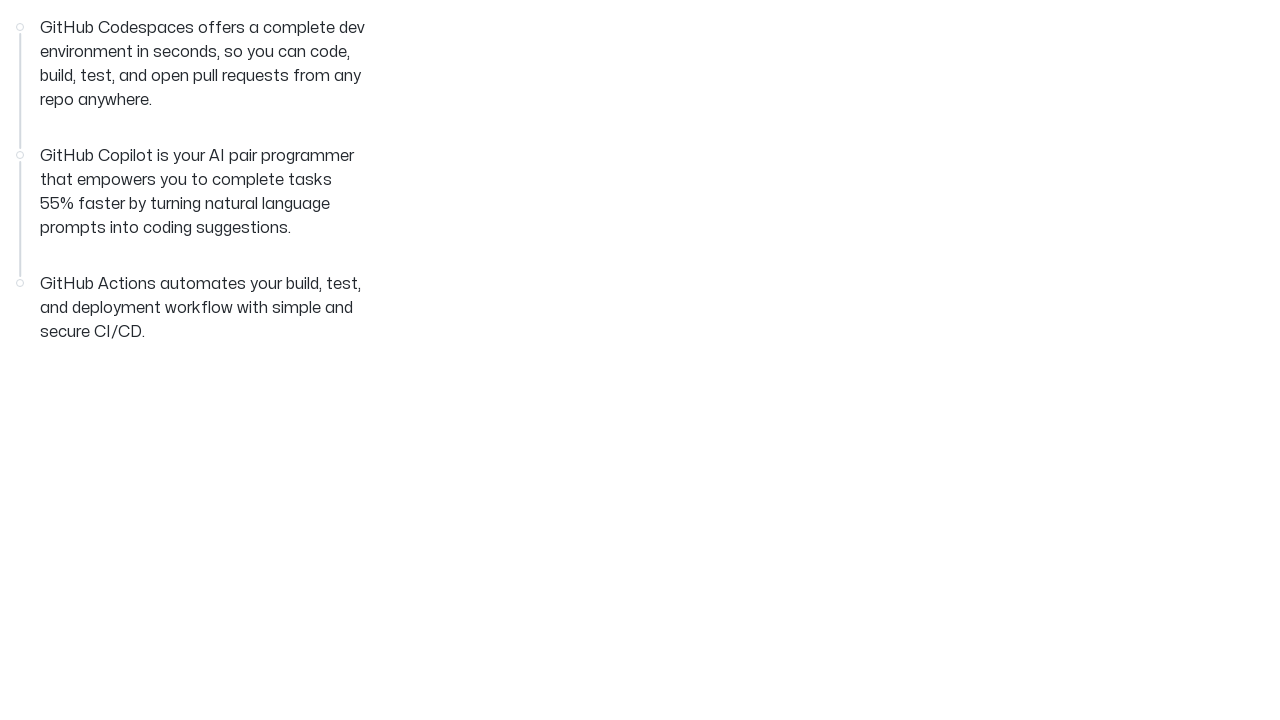 GitHub Codespaces offers a complete dev
environment in seconds, so you can code,
build, test, and open pull requests from any
repo anywhere.
GitHub Copilot is your AI pair programmer
that empowers you to complete tasks
55% faster by turning natural language
prompts into coding suggestions.
GitHub Actions automates your build, test,
and deployment workflow with simple and
secure CI/CD.